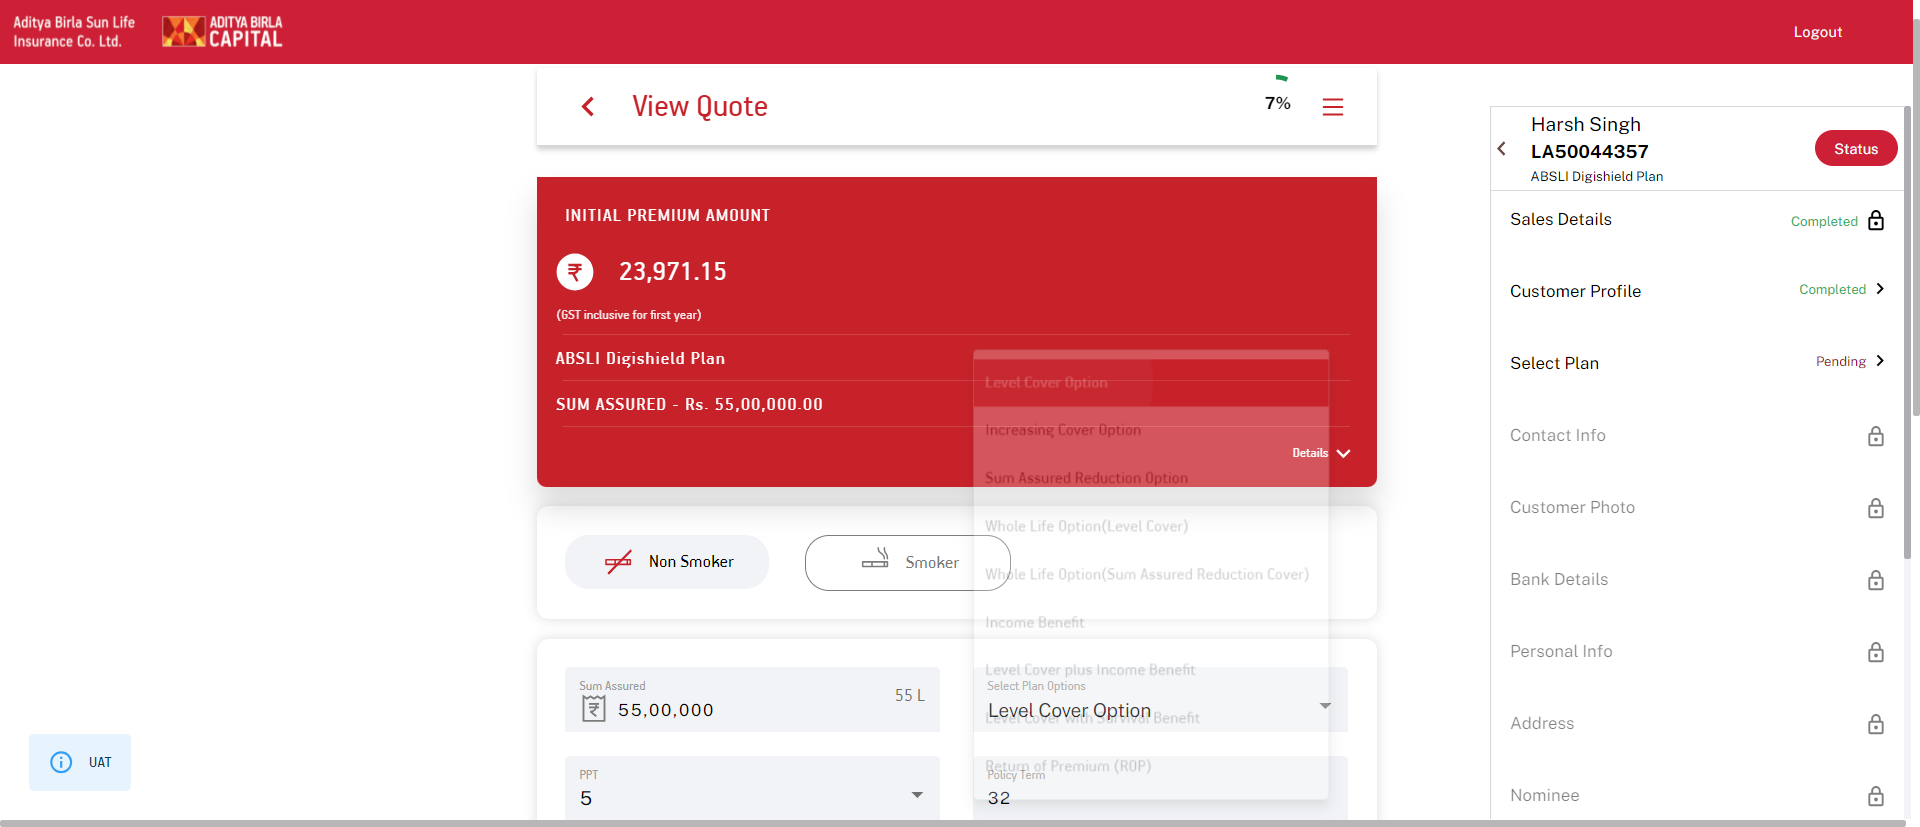 Aditya Birla Sun Life
Insurance Co. Ltd.
ADITYA BIRLA
CAPITAL
Logout
View Quote
7%
INITIAL PREMIUM AMOUNT
₹ 23,971.15
(GST inclusive for first year)
ABSLI Digishield Plan
SUM ASSURED - Rs. 55,00,000.00
Details
Level Cover Option
Increasing Cover Option
Sum Assured Reduction Option
Whole Life Option(Level Cover)
Whole Life Option(Sum Assured Reduction Cover)
Income Benefit
Level Cover plus Income Benefit
Level Cover with Survival Benefit
Return of Premium (ROP)
Non Smoker
Smoker
Sum Assured
₹ 55,00,000
55 L
Select Plan Options
Level Cover Option
PPT
5
Policy Term
32
UAT
Harsh Singh
LA50044357
ABSLI Digishield Plan
Status
Sales Details
Completed
Customer Profile
Completed
Select Plan
Pending
Contact Info
Customer Photo
Bank Details
Personal Info
Address
Nominee